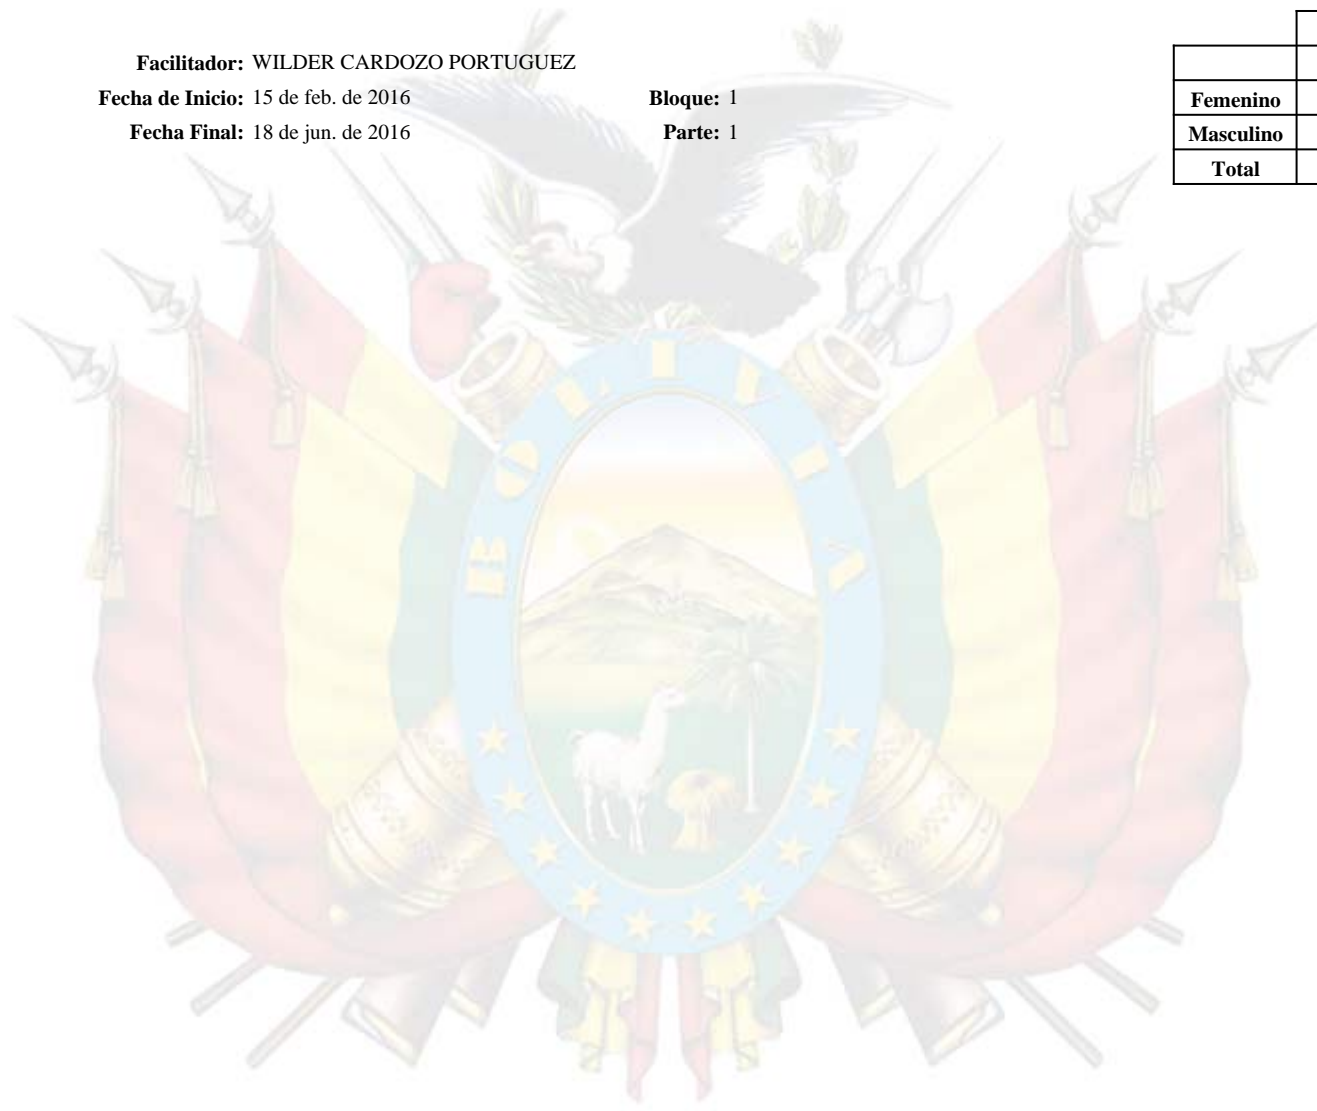 Facilitador: WILDER CARDOZO PORTUGUEZ
Fecha de Inicio: 15 de feb. de 2016 Bloque: 1
Fecha Final: 18 de jun. de 2016 Parte: 1
Femenino
Masculino
Total
BOLIVIA